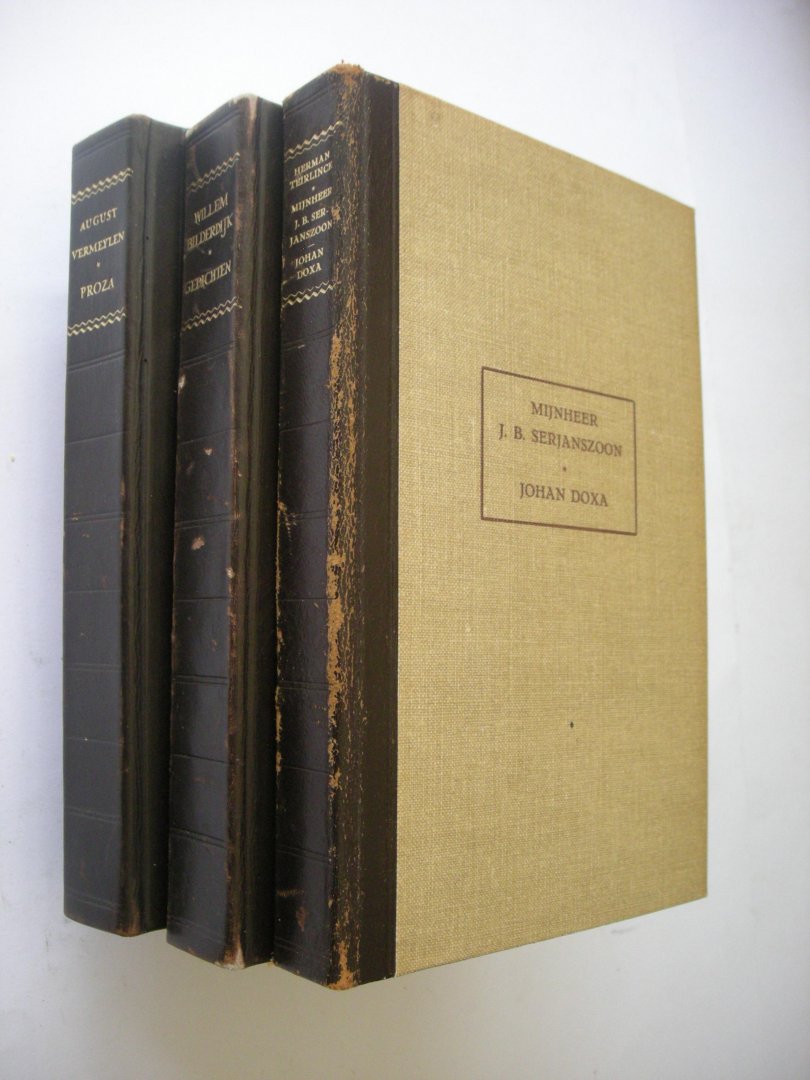 AUGUST
VERMEYLEN
*
PROZA
WILLEM
BILDERDIJK
*
GEDICHTEN
HERMAN
TEIRLINCK
*
MIJNHEER
J. B. SER-
JANSZOON
—
JOHAN
DOXA
MIJNHEER
J. B. SERJANSZOON
*
JOHAN DOXA